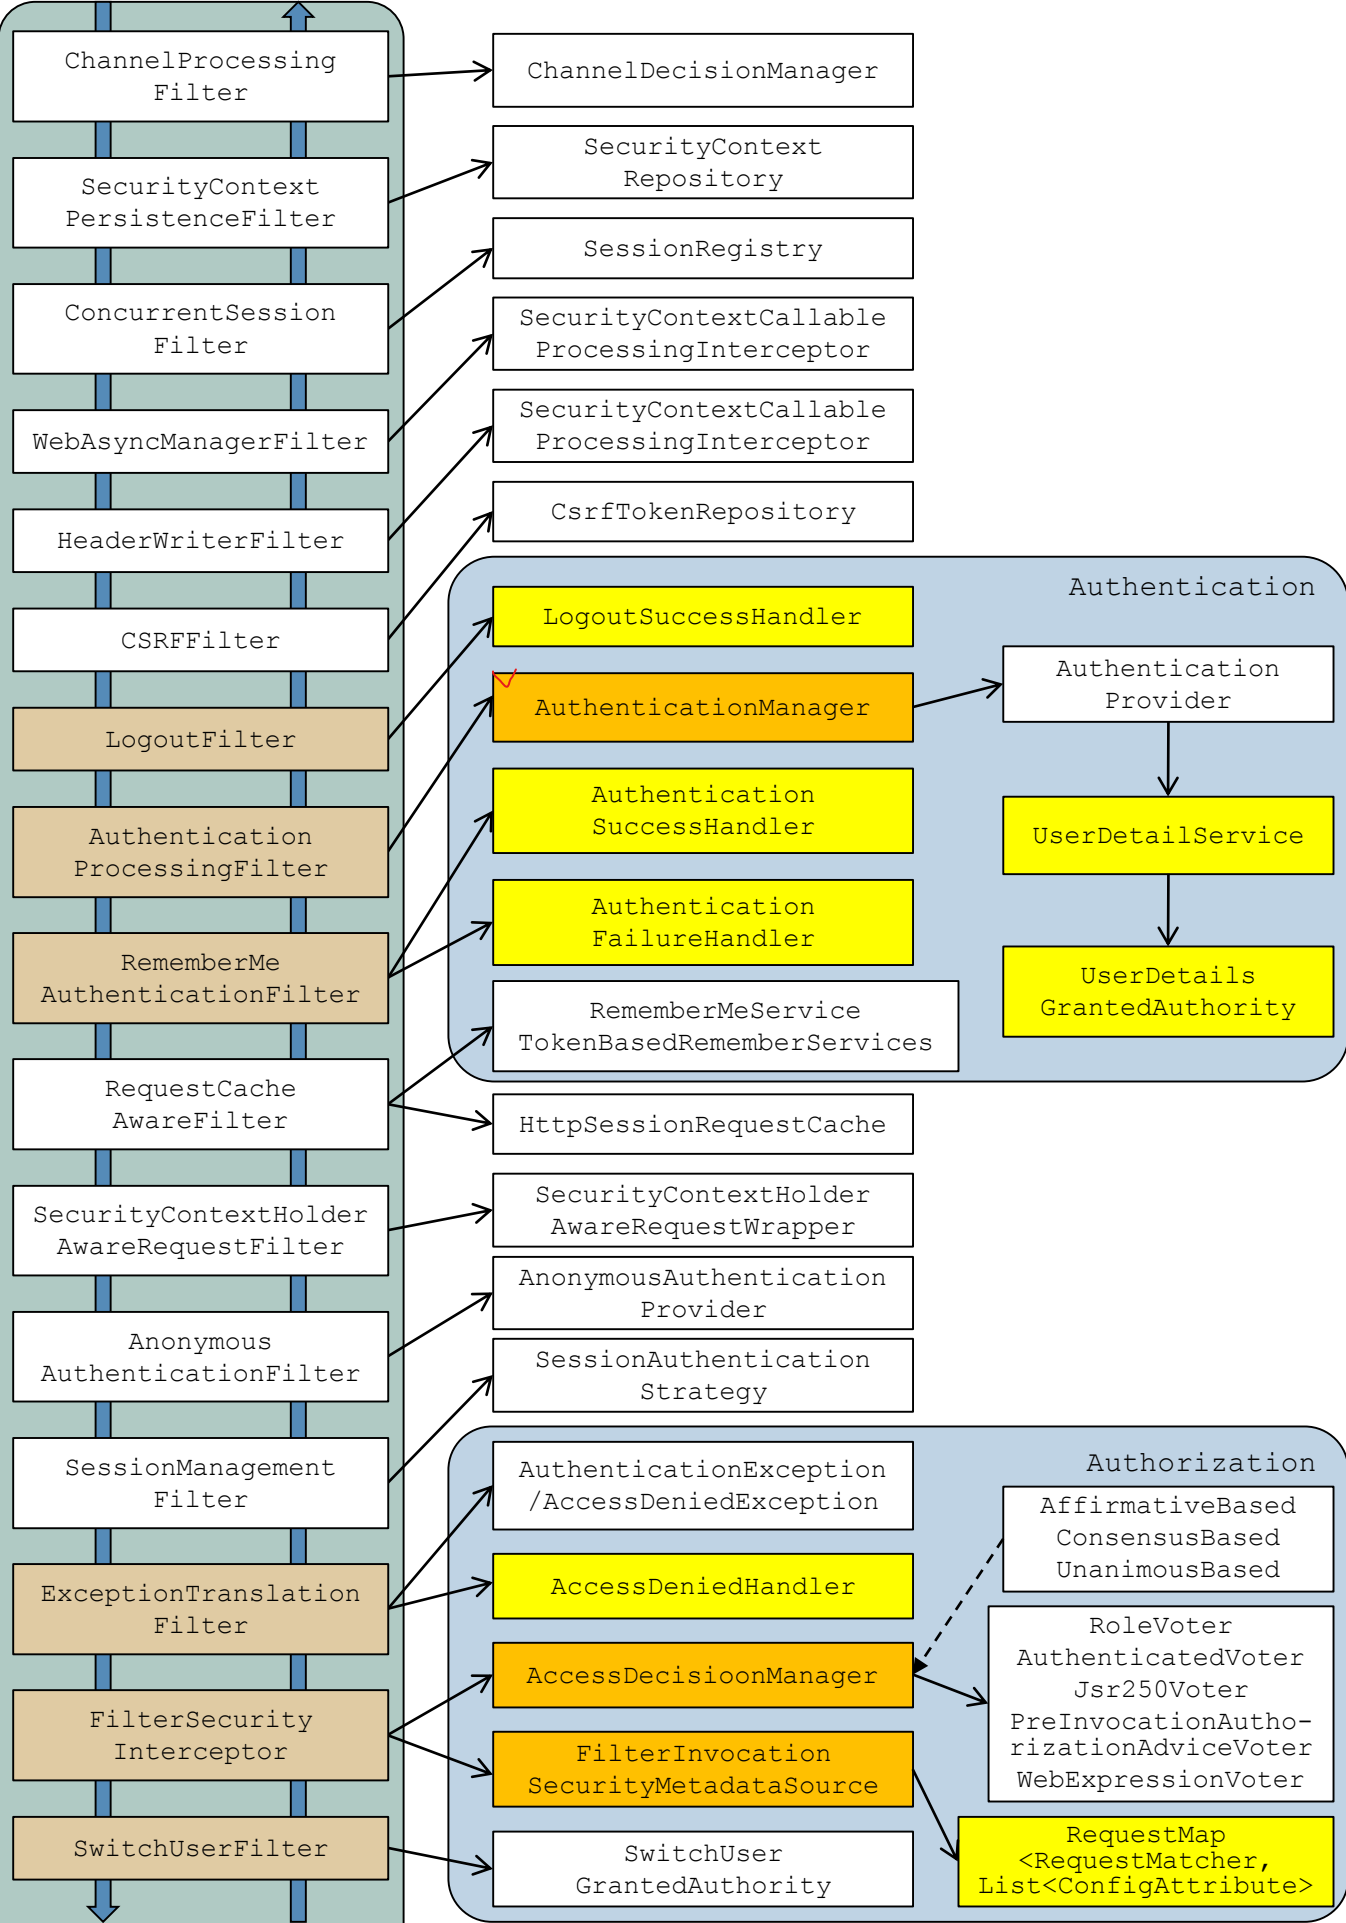 ChannelProcessing
Filter
ChannelDecisionManager
SecurityContext
PersistenceFilter
SecurityContext
Repository
ConcurrentSession
Filter
SessionRegistry
WebAsyncManagerFilter
SecurityContextCallable
ProcessingInterceptor
HeaderWriterFilter
SecurityContextCallable
ProcessingInterceptor
CSRFFilter
CsrfTokenRepository
Authentication
LogoutFilter
LogoutSuccessHandler
Authentication
ProcessingFilter
AuthenticationManager
Authentication
Provider
Authentication
SuccessHandler
UserDetailService
RememberMe
AuthenticationFilter
Authentication
FailureHandler
UserDetails
GrantedAuthority
RememberMeService
TokenBasedRememberServices
RequestCache
AwareFilter
HttpSessionRequestCache
SecurityContextHolder
AwareRequestFilter
SecurityContextHolder
AwareRequestWrapper
Anonymous
AuthenticationFilter
AnonymousAuthentication
Provider
SessionManagement
Filter
SessionAuthentication
Strategy
Authorization
ExceptionTranslation
Filter
AuthenticationException
/AccessDeniedException
AffirmativeBased
ConsensusBased
UnanimousBased
AccessDeniedHandler
FilterSecurity
Interceptor
AccessDecisioonManager
RoleVoter
AuthenticatedVoter
Jsr250Voter
PreInvocationAutho-
rizationAdviceVoter
WebExpressionVoter
FilterInvocation
SecurityMetadataSource
RequestMap
<RequestMatcher,
List<ConfigAttribute>
SwitchUserFilter
SwitchUser
GrantedAuthority